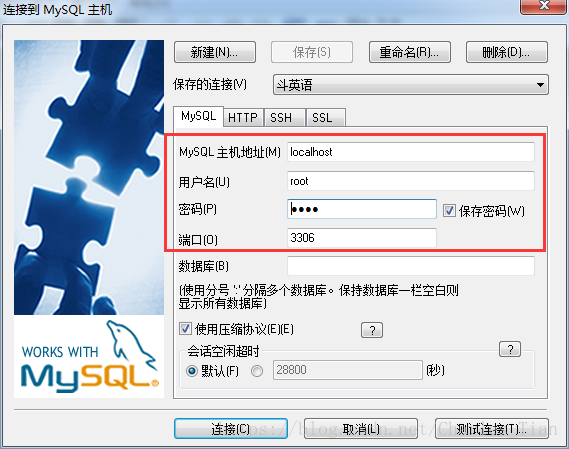 连接到 MySQL 主机
新建(N)... 保存(S) 重命名(R)... 删除(D)...
保存的连接(V) 斗英语
MySQL HTTP SSH SSL
MySQL 主机地址(M) localhost
用户名(U) root
密码(P) ●●●● 保存密码(W)
端口(O) 3306
数据库(B)
(使用分号 ';' 分隔多个数据库。保持数据库一栏空白则
显示所有数据库)
使用压缩协议(E)(E) ?
会话空闲超时 ?
默认(F) 28800 (秒)
WORKS WITH
MySQL®
连接(C) 取消(L) 测试连接(T)...